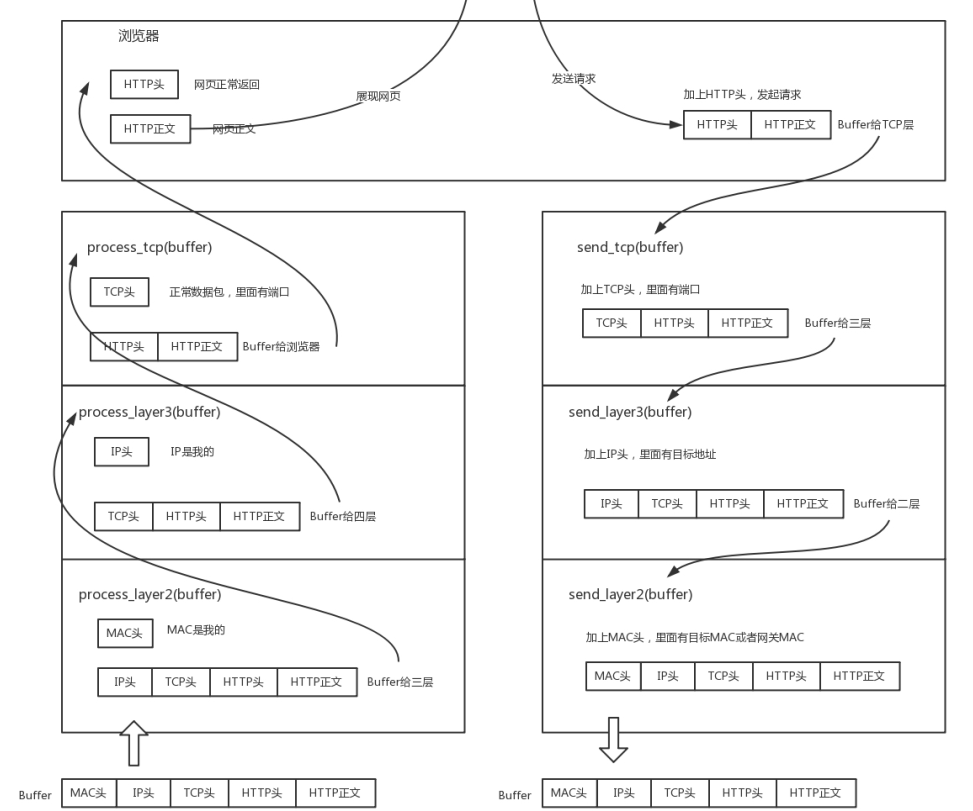 浏览器
HTTP头 网页正常返回
HTTP正文 网页正文
展现网页
发送请求
加上HTTP头，发起请求
HTTP头 HTTP正文 Buffer给TCP层
process_tcp(buffer)
TCP头 正常数据包，里面有端口
HTTP头 HTTP正文 Buffer给浏览器
process_layer3(buffer)
IP头 IP是我的
TCP头 HTTP头 HTTP正文 Buffer给四层
process_layer2(buffer)
MAC头 MAC是我的
IP头 TCP头 HTTP头 HTTP正文 Buffer给三层
Buffer MAC头 IP头 TCP头 HTTP头 HTTP正文
send_tcp(buffer)
加上TCP头，里面有端口
TCP头 HTTP头 HTTP正文 Buffer给三层
send_layer3(buffer)
加上IP头，里面有目标地址
IP头 TCP头 HTTP头 HTTP正文 Buffer给二层
send_layer2(buffer)
加上MAC头，里面有目标MAC或者网关MAC
MAC头 IP头 TCP头 HTTP头 HTTP正文
Buffer MAC头 IP头 TCP头 HTTP头 HTTP正文